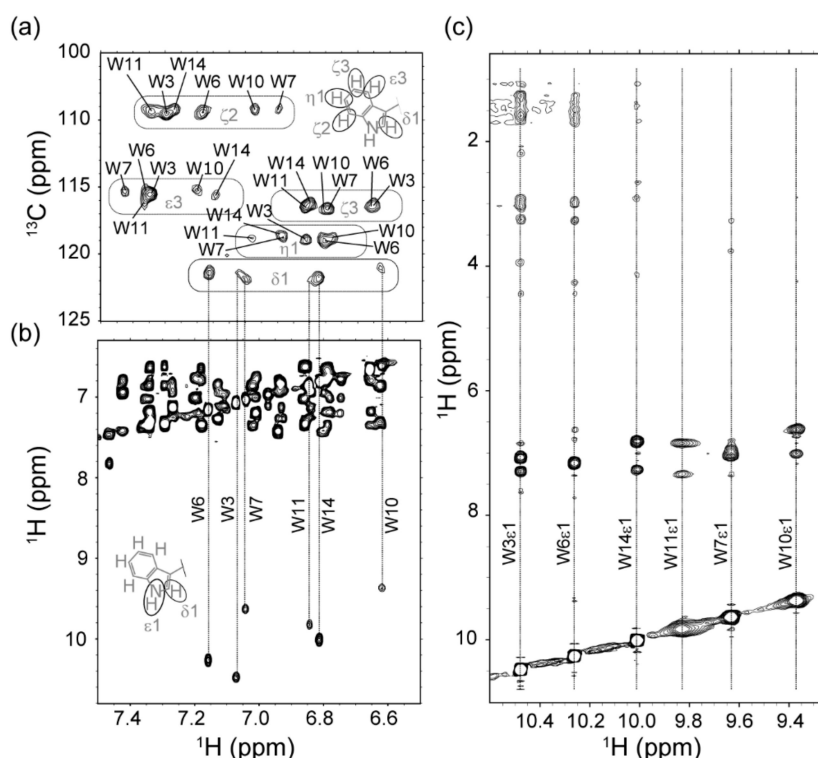 (a)
100
105
110
115
120
125
¹³C (ppm)
W11
W3
W14
W6
W10
W7
ζ2
ζ3
ε3
η1
ζ2
δ1
H
H
H
H
N
H
H
W7
W6
W3
W11
W10
W14
ε3
W14
W10
W6
W11
W7
W3
ζ3
W11
W14
W3
W10
W7
η1
W6
δ1
(b)
7
8
9
10
¹H (ppm)
W6
W3
W7
W11
W14
W10
H
H
H
H
N
H
H
ε1
δ1
7.4
7.2
7.0
6.8
6.6
¹H (ppm)
(c)
2
4
6
8
10
¹H (ppm)
W3ε1
W6ε1
W14ε1
W11ε1
W7ε1
W10ε1
10.4
10.2
10.0
9.8
9.6
9.4
¹H (ppm)